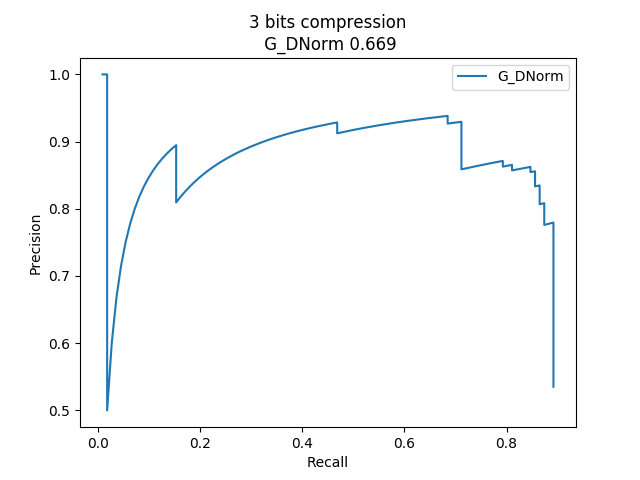 3 bits compression
G_DNorm 0.669
G_DNorm
1.0
0.9
0.8
0.7
0.6
0.5
Precision
0.0 0.2 0.4 0.6 0.8
Recall